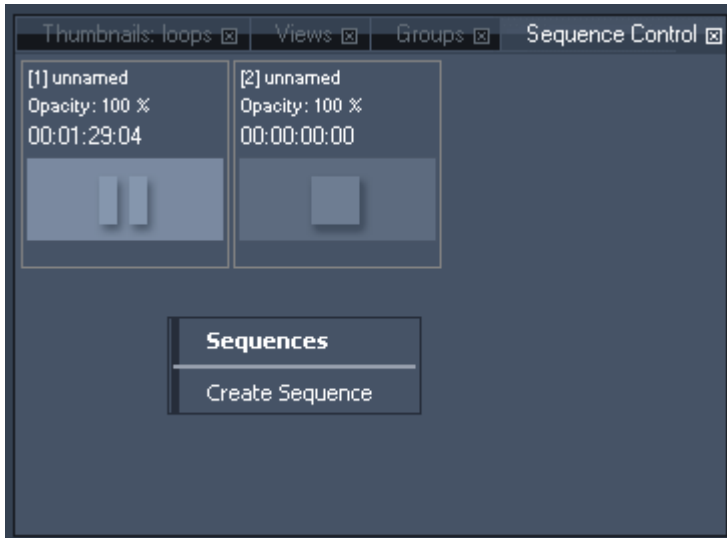 Thumbnails: loops Views Groups Sequence Control
[1] unnamed
Opacity: 100 %
00:01:29:04
[2] unnamed
Opacity: 100 %
00:00:00:00
Sequences
Create Sequence